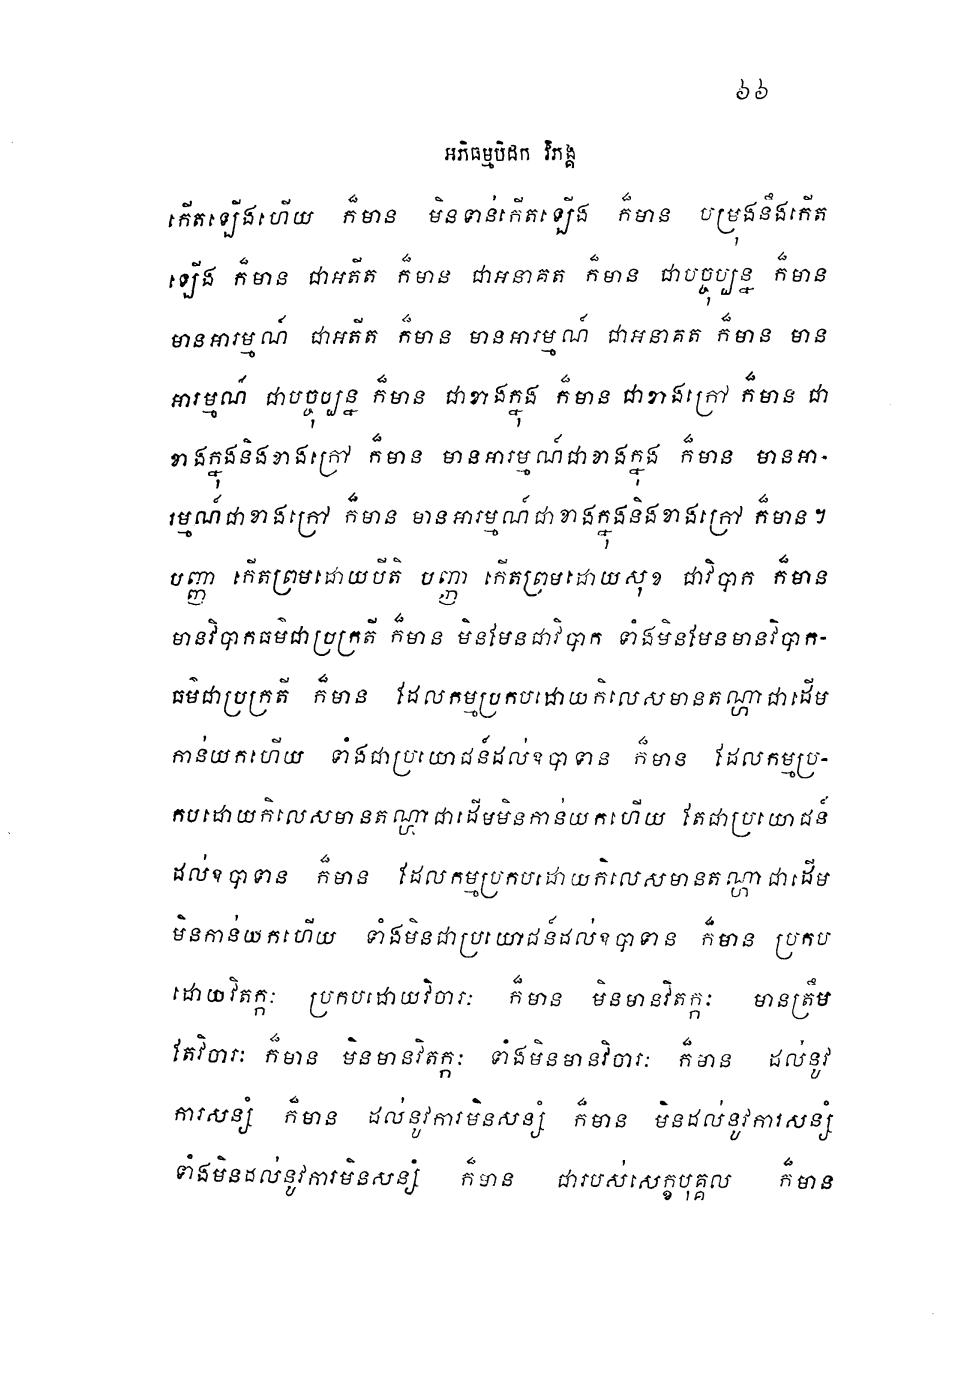 ៦៦
អភិធម្មបិដក វិភង្គ
កើតឡើងហើយ ក៏មាន មិនទាន់កើតឡើង ក៏មាន បម្រុងនឹងកើត
ឡើង ក៏មាន ជាអតីត ក៏មាន ជាអនាគត ក៏មាន ជាបច្ចុប្បន្ន ក៏មាន
មានអារម្មណ៍ ជាអតីត ក៏មាន មានអារម្មណ៍ ជាអនាគត ក៏មាន មាន
អារម្មណ៍ ជាបច្ចុប្បន្ន ក៏មាន ជាខាងក្នុង ក៏មាន ជាខាងក្រៅ ក៏មាន ជា
ខាងក្នុងនិងខាងក្រៅ ក៏មាន មានអារម្មណ៍ជាខាងក្នុង ក៏មាន មានអា-
រម្មណ៍ជាខាងក្រៅ ក៏មាន មានអារម្មណ៍ជាខាងក្នុងនិងខាងក្រៅ ក៏មាន។
បញ្ញា កើតព្រមដោយបីតិ បញ្ញា កើតព្រមដោយសុខ ជាវិបាក ក៏មាន
មានវិបាកធម៌ជាប្រក្រតី ក៏មាន មិនមែនជាវិបាក ទាំងមិនមែនមានវិបាក-
ធម៌ជាប្រក្រតី ក៏មាន ដែលកម្មប្រកបដោយកិលេសមានតណ្ហាជាដើម
កាន់យកហើយ ទាំងជាប្រយោជន៍ដល់ឧបាទាន ក៏មាន ដែលកម្មប្រ-
កបដោយកិលេសមានតណ្ហាជាដើមមិនកាន់យកហើយ តែជាប្រយោជន៍
ដល់ឧបាទាន ក៏មាន ដែលកម្មប្រកបដោយកិលេសមានតណ្ហាជាដើម
មិនកាន់យកហើយ ទាំងមិនជាប្រយោជន៍ដល់ឧបាទាន ក៏មាន ប្រកប
ដោយវិតក្កៈ ប្រកបដោយវិចារៈ ក៏មាន មិនមានវិតក្កៈ មានត្រឹម
តែវិចារៈ ក៏មាន មិនមានវិតក្កៈ ទាំងមិនមានវិចារៈ ក៏មាន ដល់នូវ
ការសន្សំ ក៏មាន ដល់នូវការមិនសន្សំ ក៏មាន មិនដល់នូវការសន្សំ
ទាំងមិនដល់នូវការមិនសន្សំ ក៏មាន ជារបស់សេក្ខបុគ្គល ក៏មាន